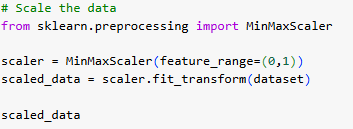 # Scale the data
from sklearn.preprocessing import MinMaxScaler
scaler = MinMaxScaler(feature_range=(0,1))
scaled_data = scaler.fit_transform(dataset)
scaled_data